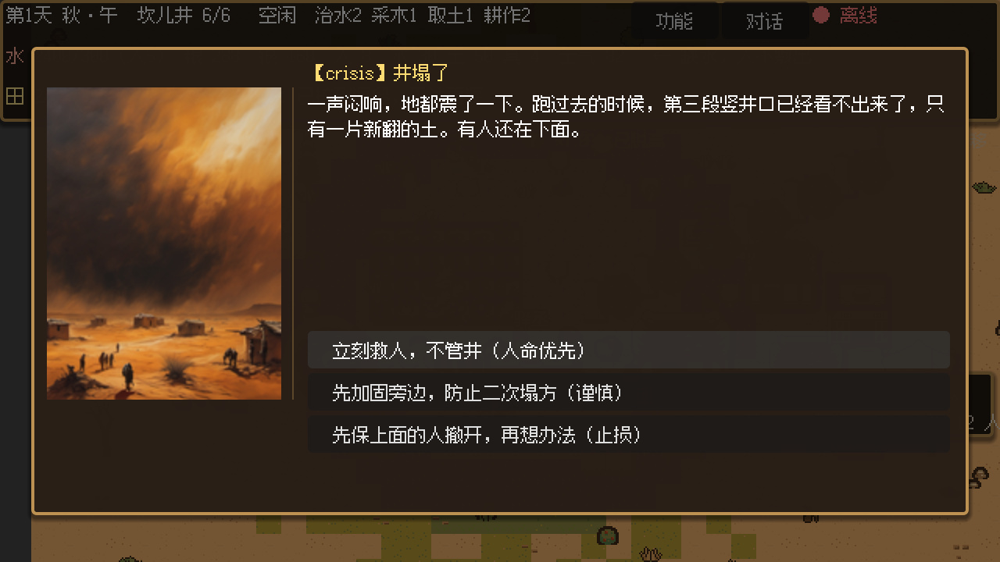 第1天 秋·午 坎儿井 6/6 空闲 治水2 采木1 取土1 耕作2
功能 对话 离线
水
田
【crisis】井塌了
一声闷响，地都震了一下。跑过去的时候，第三段竖井口已经看不出来了，只
有一片新翻的土。有人还在下面。
立刻救人，不管井（人命优先）
先加固旁边，防止二次塌方（谨慎）
先保上面的人撤开，再想办法（止损）
2 人